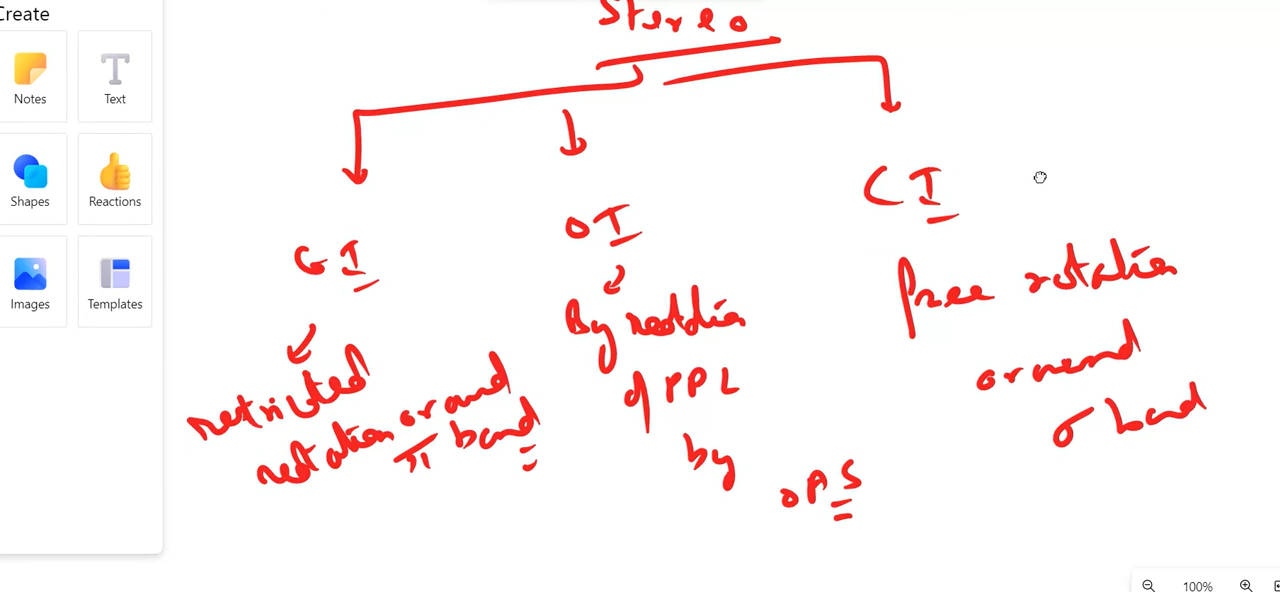 Create
Notes
Text
Shapes
Reactions
Images
Templates
Stereo
GI
restricted
rotation around
π bond
OI
By rotation
of PPL
by
OAS
CI
free rotation
around
σ bond
100%